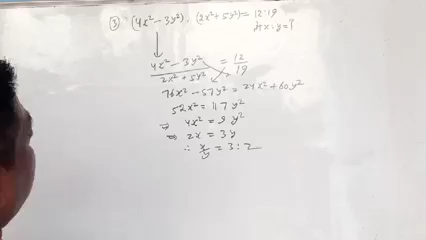 ③ (4x² - 3y²) : (2x² + 5y²) = 12:19
x:y=?
4x² - 3y² / 2x² + 5y² = 12/19
76x² - 57y² = 24x² + 60y²
52x² = 117y²
⇒ 4x² = 9y²
⇒ 2x = 3y
∴ x/y = 3:2